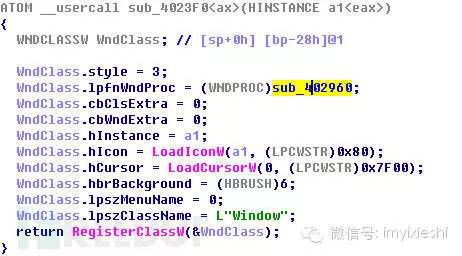 ATOM __usercall sub_4023F0<ax>(HINSTANCE a1<eax>)
{
WNDCLASSW WndClass; // [sp+0h] [bp-28h]@1
WndClass.style = 3;
WndClass.lpfnWndProc = (WNDPROC)sub_402960;
WndClass.cbClsExtra = 0;
WndClass.cbWndExtra = 0;
WndClass.hInstance = a1;
WndClass.hIcon = LoadIconW(a1, (LPCWSTR)0x80);
WndClass.hCursor = LoadCursorW(0, (LPCWSTR)0x7F00);
WndClass.hbrBackground = (HBRUSH)6;
WndClass.lpszMenuName = 0;
WndClass.lpszClassName = L"Window";
return RegisterClassW(&WndClass);
}
微信号: imyixieshi